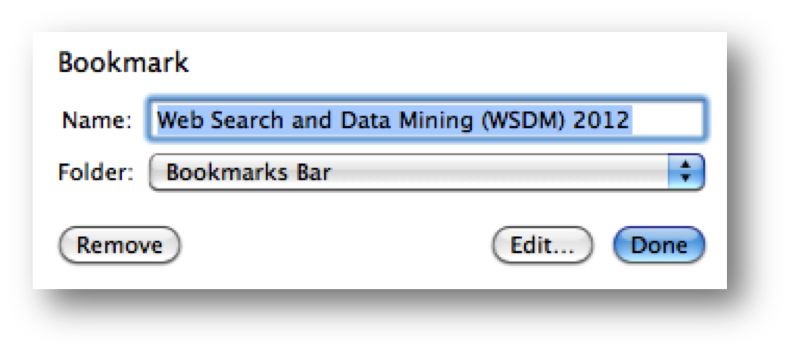 Bookmark
Name: Web Search and Data Mining (WSDM) 2012
Folder: Bookmarks Bar
Remove Edit... Done